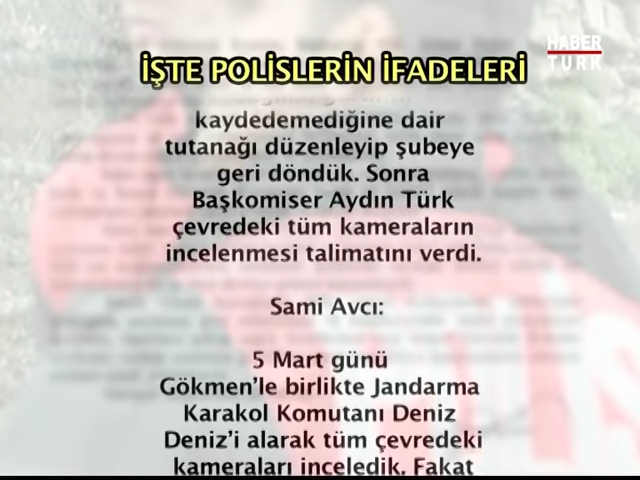 İŞTE POLİSLERİN İFADELERİ
HABER
TÜRK
kaydedemediğine dair
tutanağı düzenleyip şubeye
geri döndük. Sonra
Başkomiser Aydın Türk
çevredeki tüm kameraların
incelenmesi talimatını verdi.
Sami Avcı:
5 Mart günü
Gökmen'le birlikte Jandarma
Karakol Komutanı Deniz
Deniz'i alarak tüm çevredeki
kameraları inceledik. Fakat